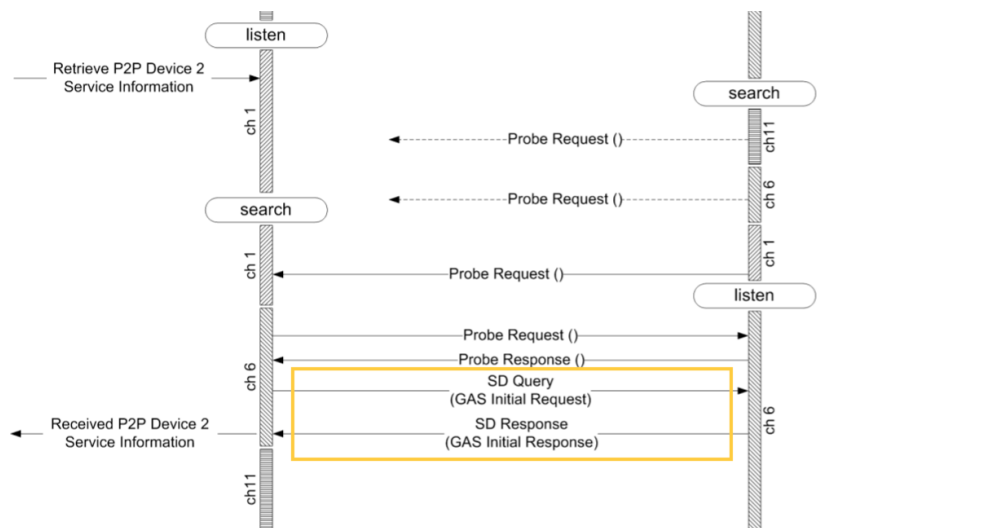 listen
Retrieve P2P Device 2
Service Information
search
ch 1
ch11
Probe Request ()
ch 6
Probe Request ()
search
ch 1
ch 1
Probe Request ()
listen
Probe Request ()
Probe Response ()
ch 6
SD Query
(GAS Initial Request)
ch 6
Received P2P Device 2
Service Information
SD Response
(GAS Initial Response)
ch11